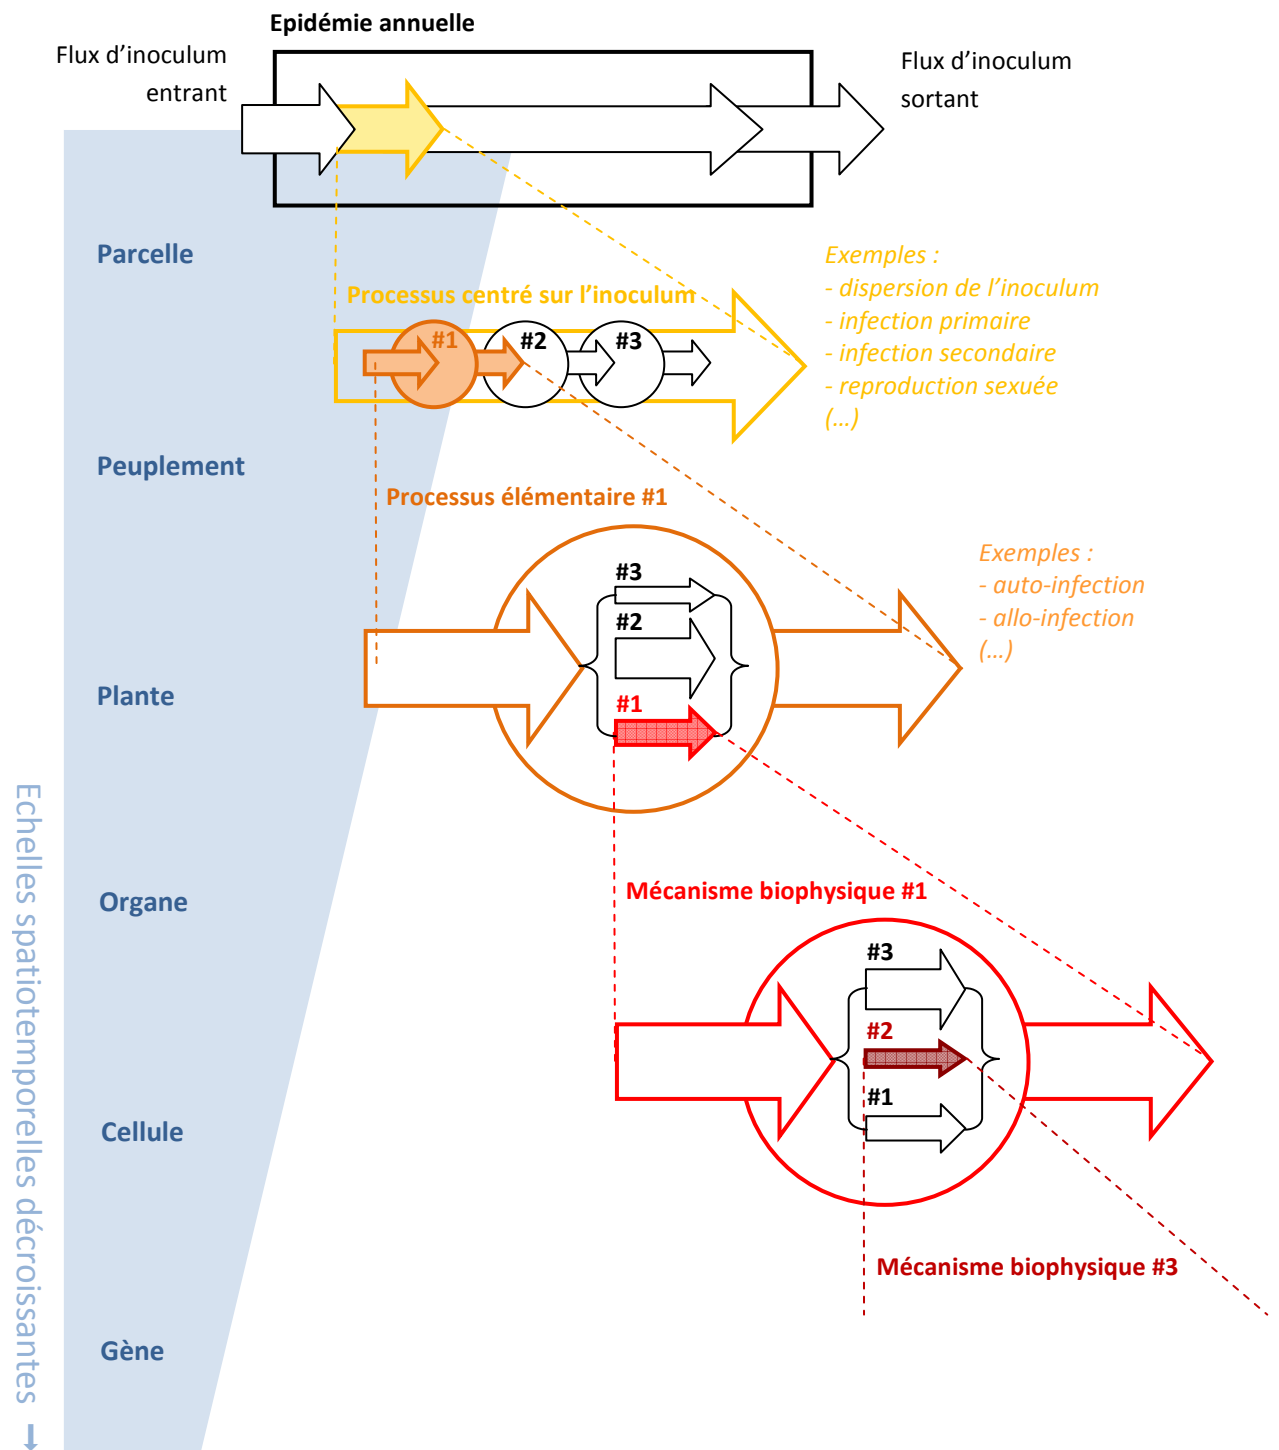 Epidémie annuelle
Flux d’inoculum
entrant
Flux d’inoculum
sortant
Parcelle
Exemples :
- dispersion de l’inoculum
- infection primaire
- infection secondaire
- reproduction sexuée
(…)
Processus centré sur l’inoculum
#1
#2
#3
Peuplement
Processus élémentaire #1
Exemples :
- auto-infection
- allo-infection
(…)
#3
#2
#1
Plante
Organe
Mécanisme biophysique #1
#3
#2
#1
Cellule
Mécanisme biophysique #3
Gène
Echelles spatiotemporelles décroissantes